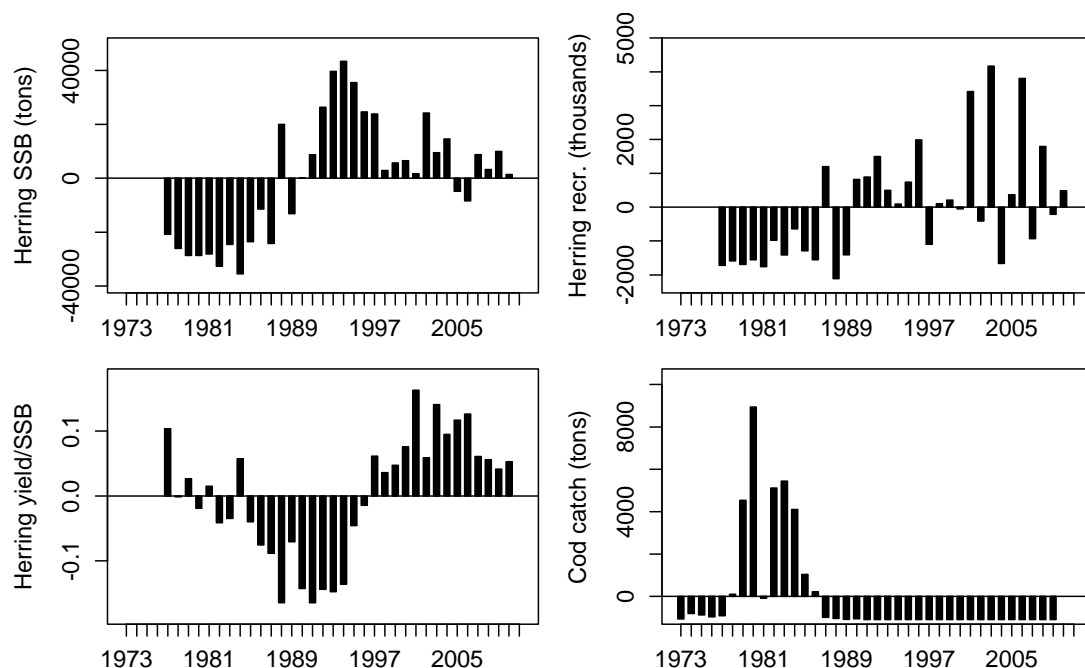 Herring SSB (tons)
40000
0
-40000
1973 1981 1989 1997 2005
Herring recr. (thousands)
5000
2000
0
-2000
1973 1981 1989 1997 2005
Herring yield/SSB
0.1
0.0
-0.1
1973 1981 1989 1997 2005
Cod catch (tons)
8000
4000
0
1973 1981 1989 1997 2005